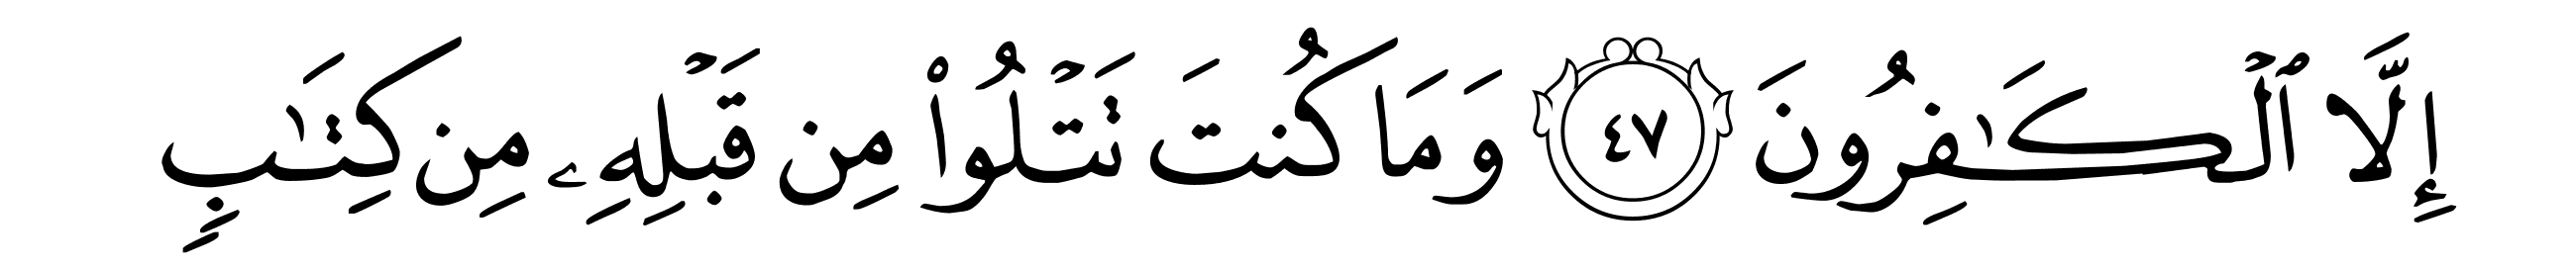 إِلَّا ٱلۡكَـٰفِرُونَ ٤٧ وَمَا كُنتَ تَتۡلُواْ مِن قَبۡلِهِۦ مِن كِتَـٰبٍ